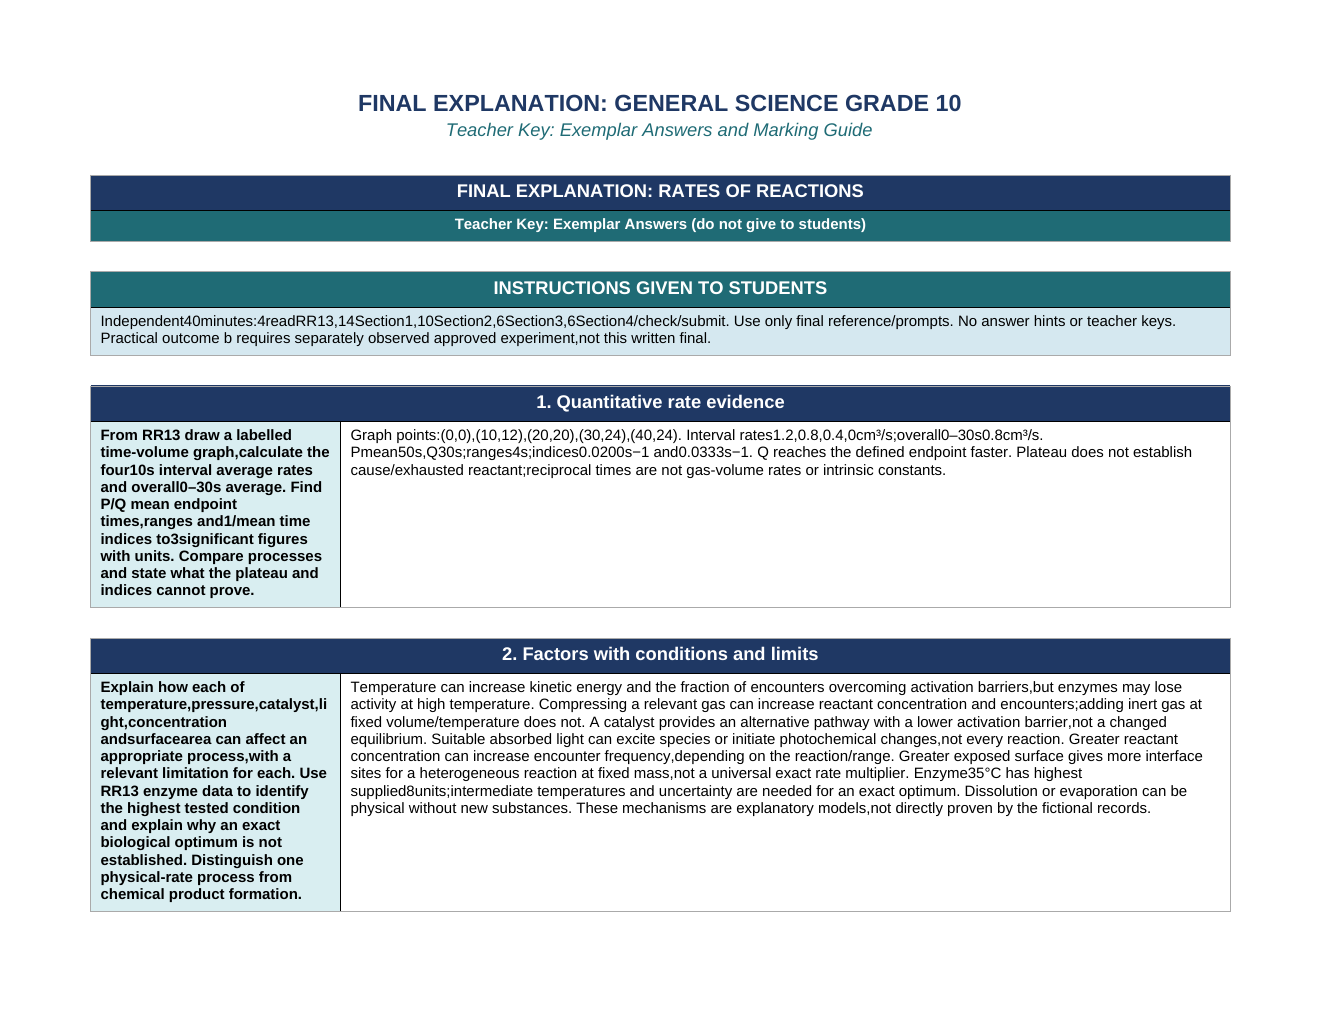 FINAL EXPLANATION: GENERAL SCIENCE GRADE 10
Teacher Key: Exemplar Answers and Marking Guide
FINAL EXPLANATION: RATES OF REACTIONS
Teacher Key: Exemplar Answers (do not give to students)
INSTRUCTIONS GIVEN TO STUDENTS
Independent40minutes:4readRR13,14Section1,10Section2,6Section3,6Section4/check/submit. Use only final reference/prompts. No answer hints or teacher keys.
Practical outcome b requires separately observed approved experiment,not this written final.
1. Quantitative rate evidence
From RR13 draw a labelled
time-volume graph,calculate the
four10s interval average rates
and overall0–30s average. Find
P/Q mean endpoint
times,ranges and1/mean time
indices to3significant figures
with units. Compare processes
and state what the plateau and
indices cannot prove.
Graph points:(0,0),(10,12),(20,20),(30,24),(40,24). Interval rates1.2,0.8,0.4,0cm³/s;overall0–30s0.8cm³/s.
Pmean50s,Q30s;ranges4s;indices0.0200s−1 and0.0333s−1. Q reaches the defined endpoint faster. Plateau does not establish
cause/exhausted reactant;reciprocal times are not gas-volume rates or intrinsic constants.
2. Factors with conditions and limits
Explain how each of
temperature,pressure,catalyst,li
ght,concentration
andsurfacearea can affect an
appropriate process,with a
relevant limitation for each. Use
RR13 enzyme data to identify
the highest tested condition
and explain why an exact
biological optimum is not
established. Distinguish one
physical-rate process from
chemical product formation.
Temperature can increase kinetic energy and the fraction of encounters overcoming activation barriers,but enzymes may lose
activity at high temperature. Compressing a relevant gas can increase reactant concentration and encounters;adding inert gas at
fixed volume/temperature does not. A catalyst provides an alternative pathway with a lower activation barrier,not a changed
equilibrium. Suitable absorbed light can excite species or initiate photochemical changes,not every reaction. Greater reactant
concentration can increase encounter frequency,depending on the reaction/range. Greater exposed surface gives more interface
sites for a heterogeneous reaction at fixed mass,not a universal exact rate multiplier. Enzyme35°C has highest
supplied8units;intermediate temperatures and uncertainty are needed for an exact optimum. Dissolution or evaporation can be
physical without new substances. These mechanisms are explanatory models,not directly proven by the fictional records.